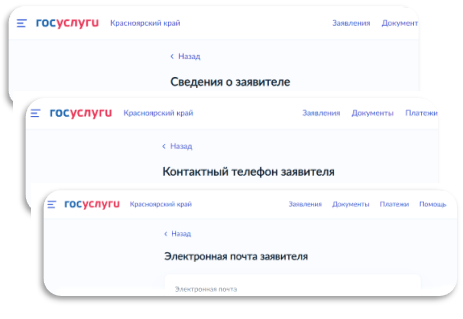 госуслуги Красноярский край Заявления Документ
Назад
Сведения о заявителе
госуслуги Красноярский край Заявления Документы Платежи
Назад
Контактный телефон заявителя
госуслуги Красноярский край Заявления Документы Платежи Помощь
Назад
Электронная почта заявителя
Электронная почта